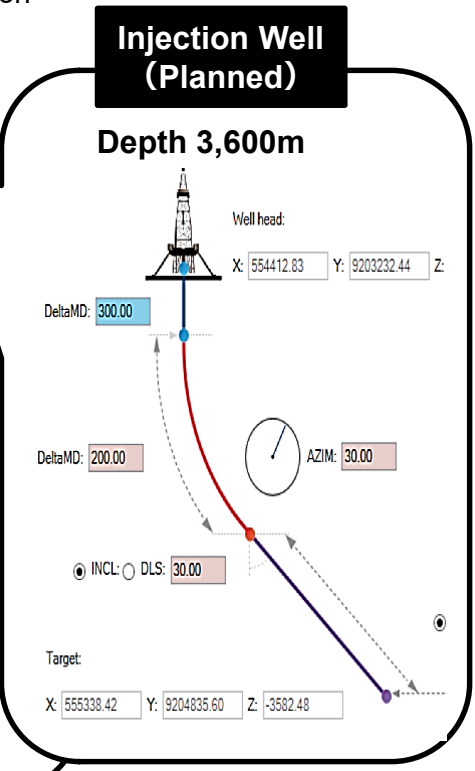 Injection Well
（Planned）
Depth 3,600m
Well head:
X: 554412.83 Y: 9203232.44 Z:
DeltaMD: 300.00
DeltaMD: 200.00
AZIM: 30.00
INCL: DLS: 30.00
Target:
X: 555338.42 Y: 9204835.60 Z: -3582.48